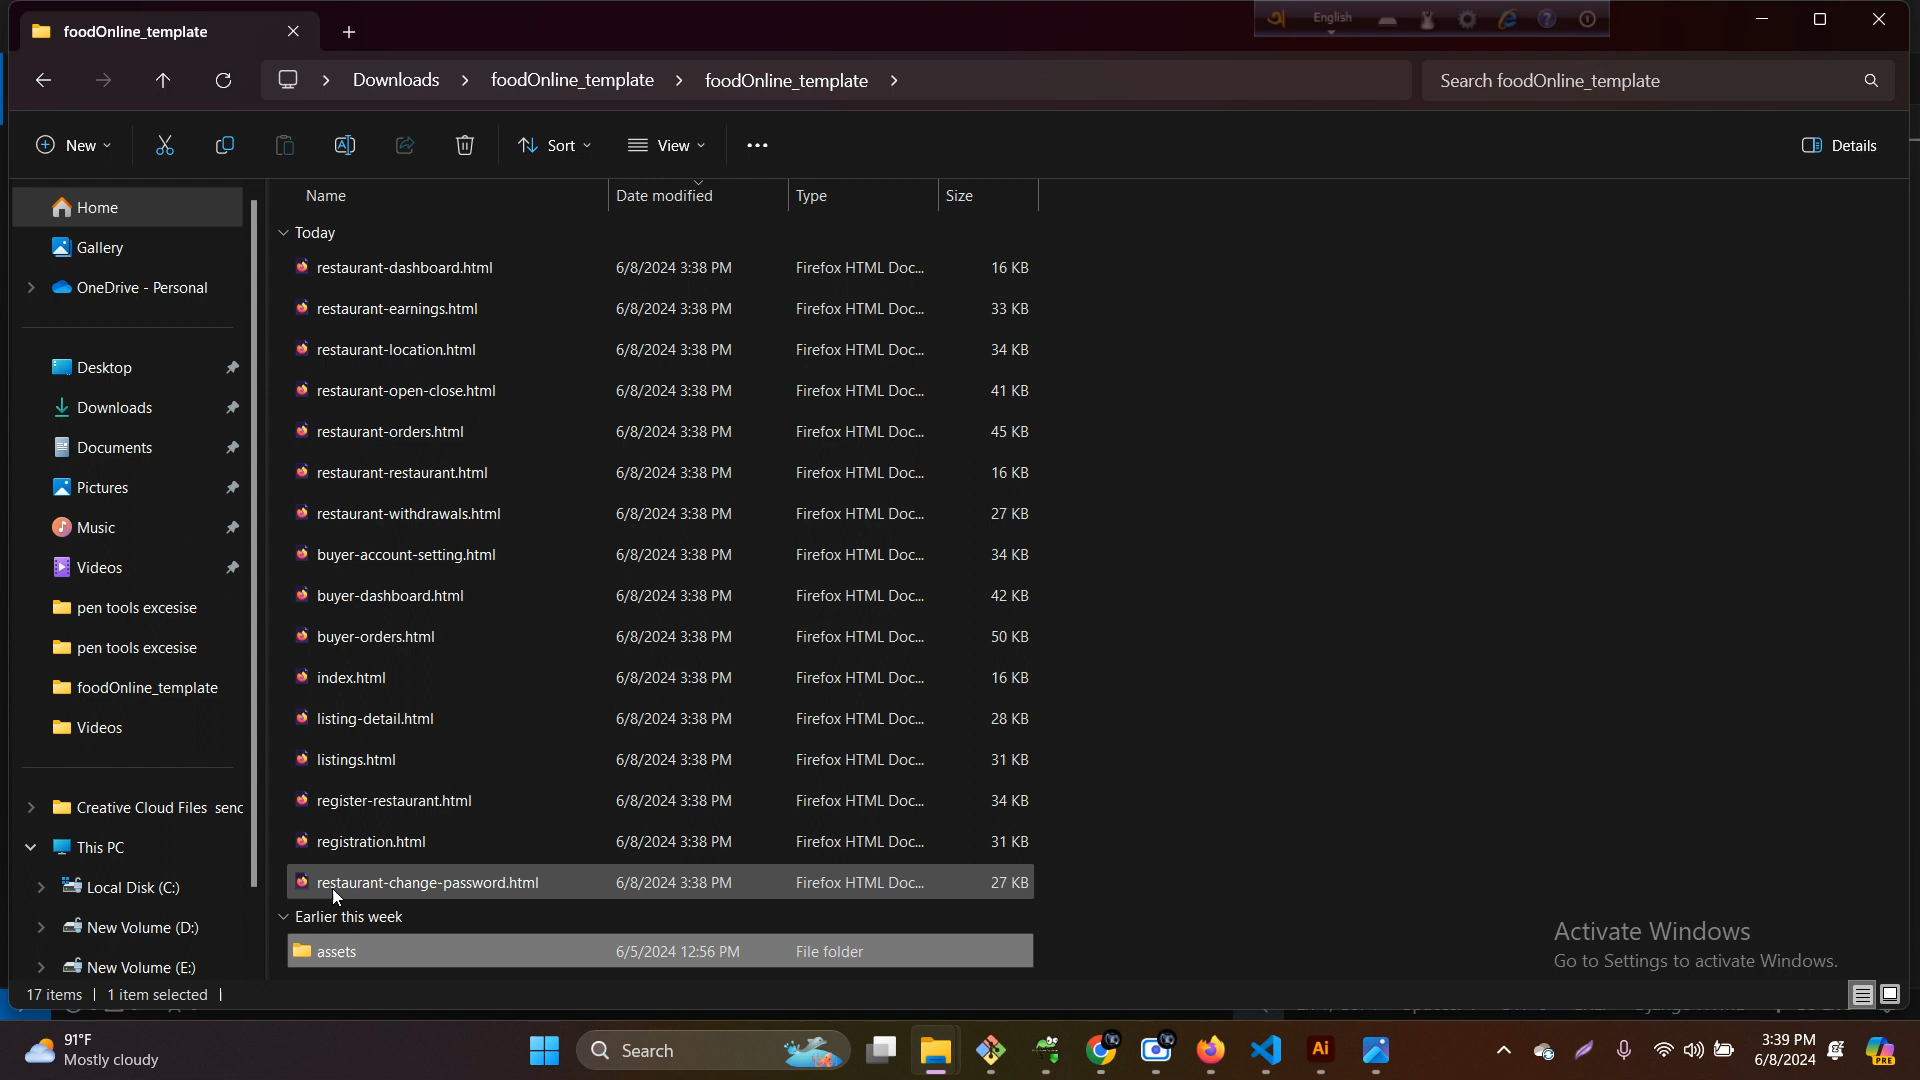 foodOnline_template
English
Downloads
foodOnline_template
foodOnline_template
Search foodOnline_template
New
Sort
View
Details
Name
Date modified
Type
Size
Home
Gallery
OneDrive - Personal
Desktop
Downloads
Documents
Pictures
Music
Videos
pen tools excesise
pen tools excesise
foodOnline_template
Videos
Creative Cloud Files senc
This PC
Local Disk (C:)
New Volume (D:)
New Volume (E:)
Today
restaurant-dashboard.html 6/8/2024 3:38 PM Firefox HTML Doc... 16 KB
restaurant-earnings.html 6/8/2024 3:38 PM Firefox HTML Doc... 33 KB
restaurant-location.html 6/8/2024 3:38 PM Firefox HTML Doc... 34 KB
restaurant-open-close.html 6/8/2024 3:38 PM Firefox HTML Doc... 41 KB
restaurant-orders.html 6/8/2024 3:38 PM Firefox HTML Doc... 45 KB
restaurant-restaurant.html 6/8/2024 3:38 PM Firefox HTML Doc... 16 KB
restaurant-withdrawals.html 6/8/2024 3:38 PM Firefox HTML Doc... 27 KB
buyer-account-setting.html 6/8/2024 3:38 PM Firefox HTML Doc... 34 KB
buyer-dashboard.html 6/8/2024 3:38 PM Firefox HTML Doc... 42 KB
buyer-orders.html 6/8/2024 3:38 PM Firefox HTML Doc... 50 KB
index.html 6/8/2024 3:38 PM Firefox HTML Doc... 16 KB
listing-detail.html 6/8/2024 3:38 PM Firefox HTML Doc... 28 KB
listings.html 6/8/2024 3:38 PM Firefox HTML Doc... 31 KB
register-restaurant.html 6/8/2024 3:38 PM Firefox HTML Doc... 34 KB
registration.html 6/8/2024 3:38 PM Firefox HTML Doc... 31 KB
restaurant-change-password.html 6/8/2024 3:38 PM Firefox HTML Doc... 27 KB
Earlier this week
assets 6/5/2024 12:56 PM File folder
Activate Windows
Go to Settings to activate Windows.
17 items
1 item selected
91°F
Mostly cloudy
Search
Ai
3:39 PM
6/8/2024
PRE